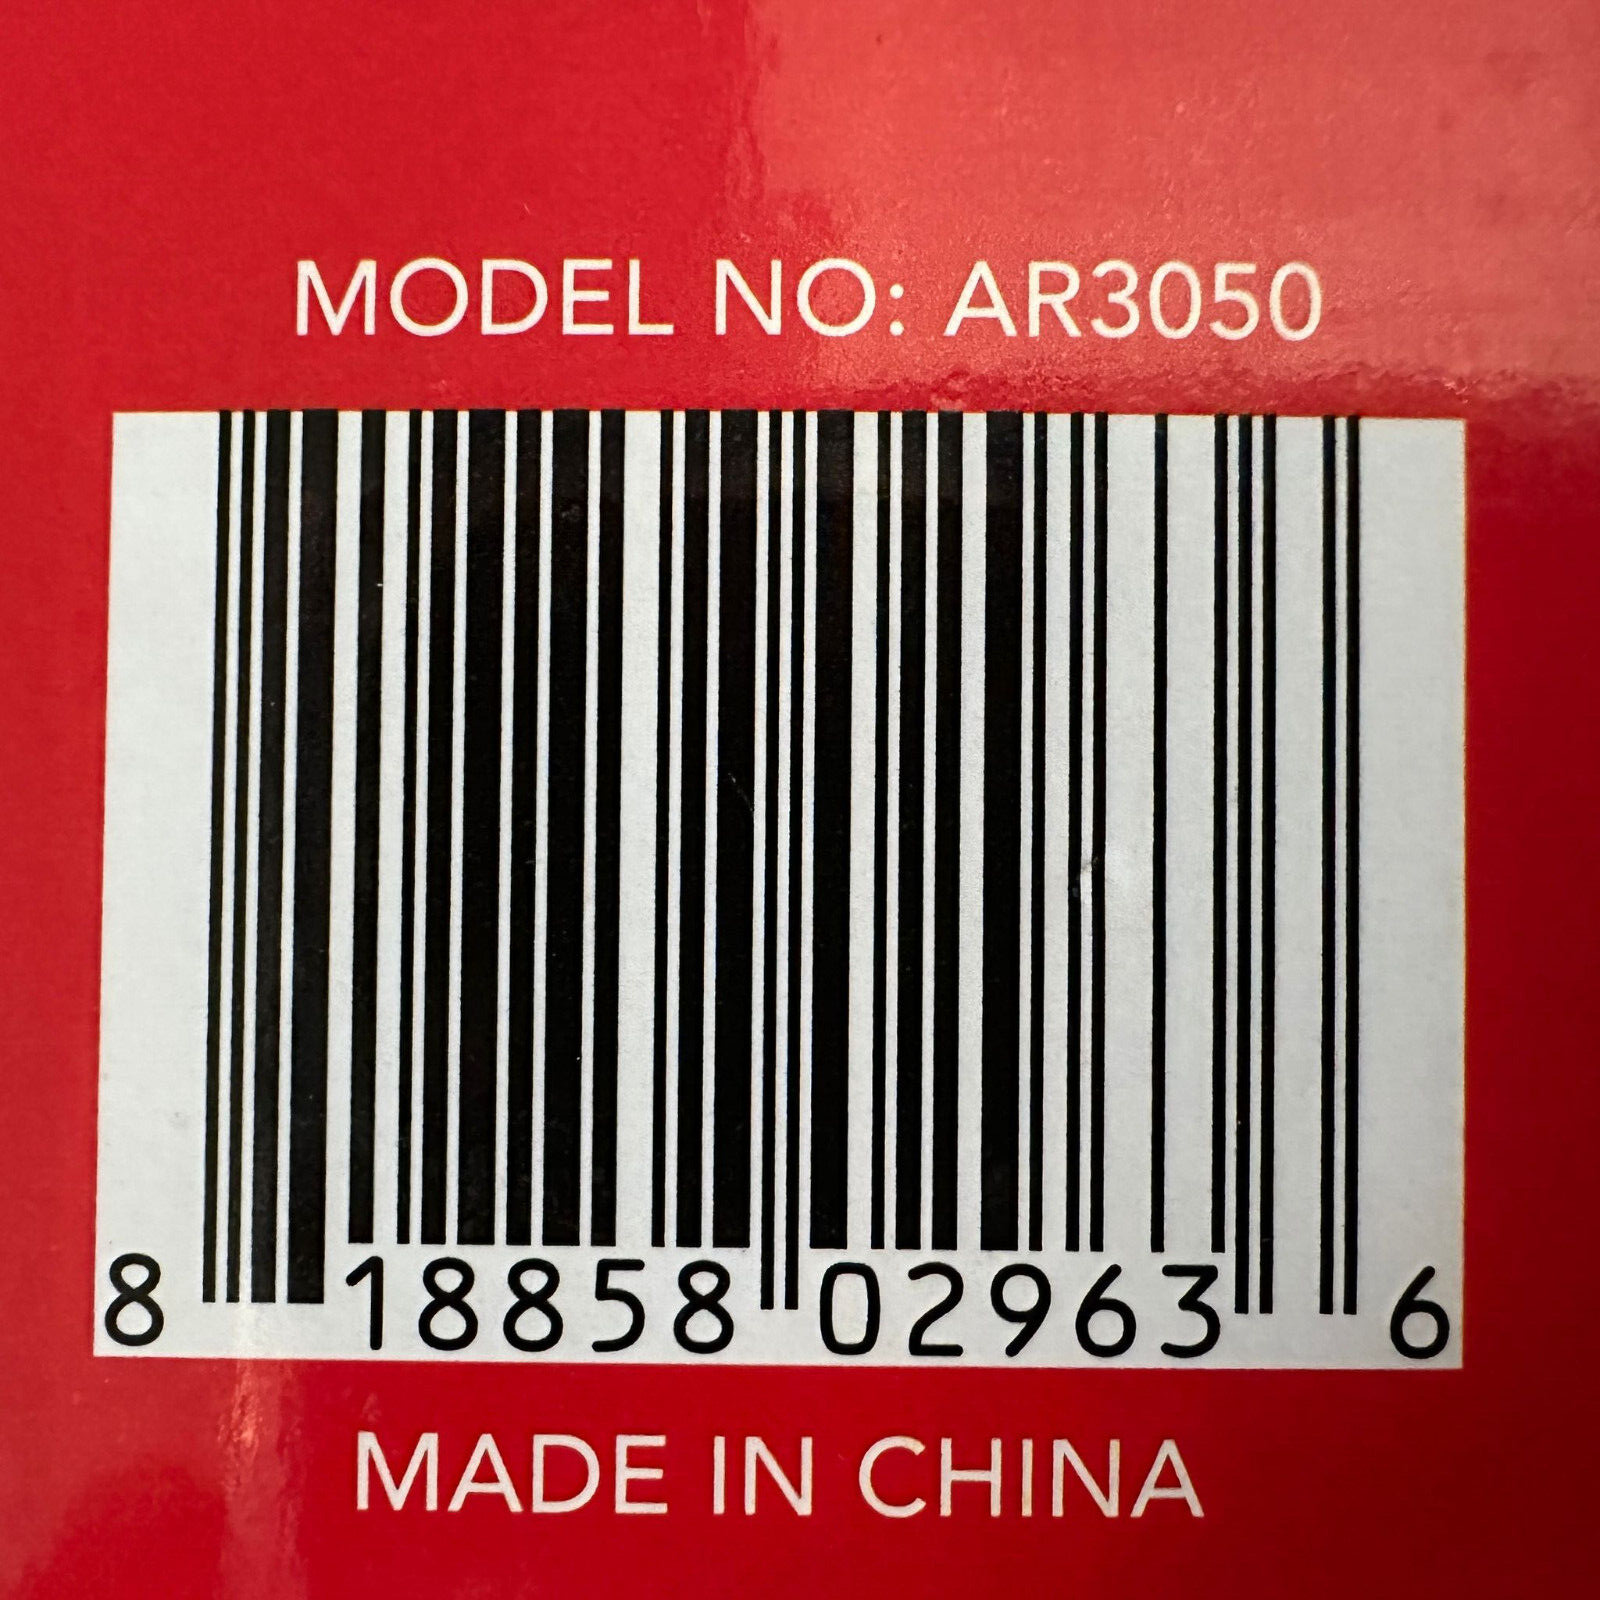 MODEL NO: AR3050
8 18858 02963 6
MADE IN CHINA